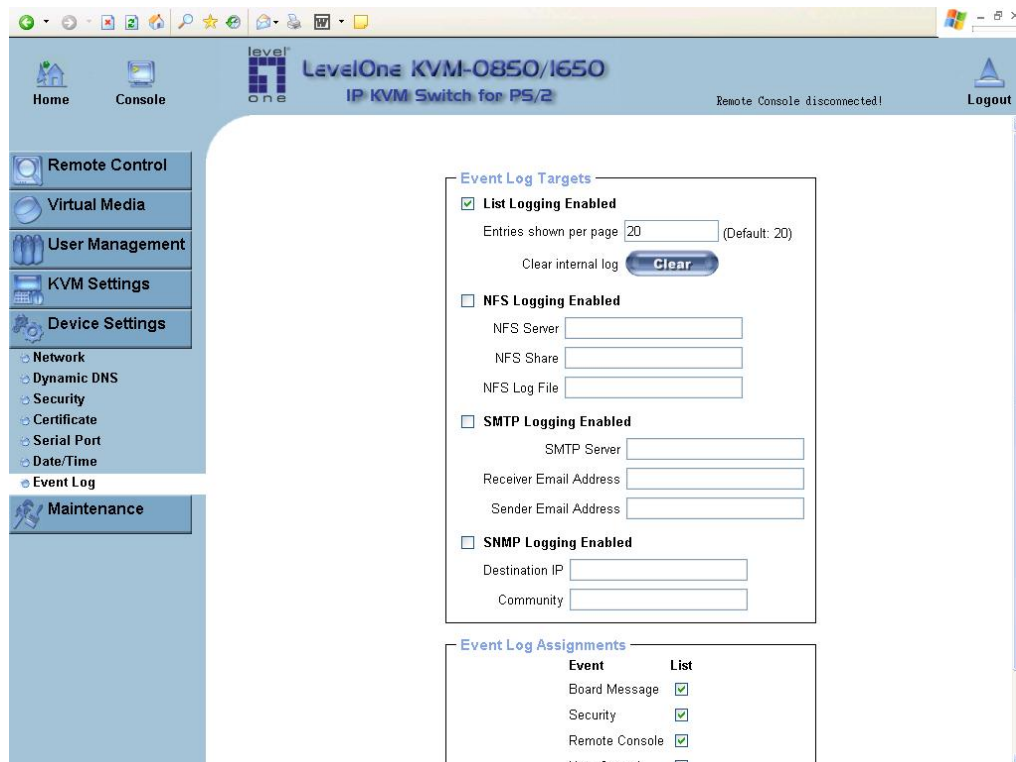 level
one
LevelOne KVM-0850/1650
IP KVM Switch for PS/2
Home
Console
Remote Console disconnected!
Logout
Remote Control
Virtual Media
User Management
KVM Settings
Device Settings
Network
Dynamic DNS
Security
Certificate
Serial Port
Date/Time
Event Log
Maintenance
Event Log Targets
List Logging Enabled
Entries shown per page 20 (Default: 20)
Clear internal log Clear
NFS Logging Enabled
NFS Server
NFS Share
NFS Log File
SMTP Logging Enabled
SMTP Server
Receiver Email Address
Sender Email Address
SNMP Logging Enabled
Destination IP
Community
Event Log Assignments
Event List
Board Message
Security
Remote Console